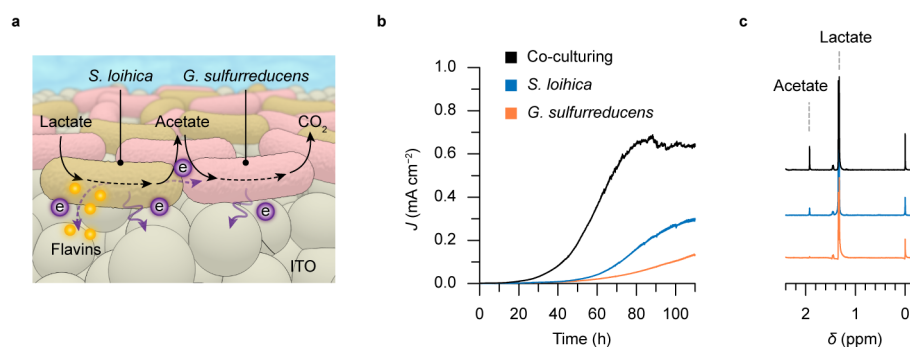 a
S. loihica G. sulfurreducens
Lactate Acetate CO₂
e
e e e
Flavins
ITO
b
Co-culturing
S. loihica
G. sulfurreducens
1.0
0.8
0.6
0.4
0.2
0.0
J (mA cm⁻²)
0 20 40 60 80 100
Time (h)
c
Lactate
Acetate
2 1 0
δ (ppm)